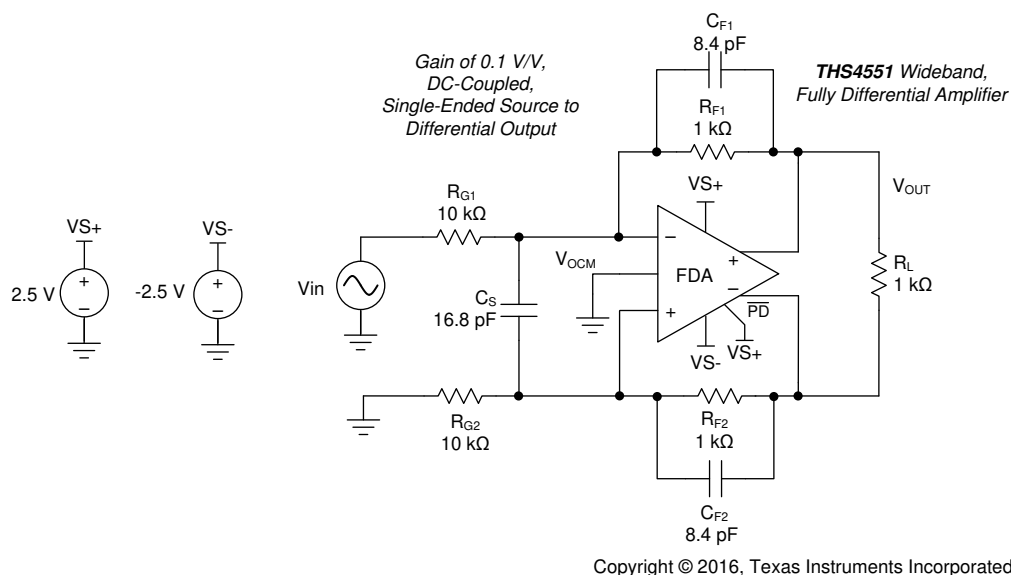 C_F1
8.4 pF
Gain of 0.1 V/V,
DC-Coupled,
Single-Ended Source to
Differential Output
THS4551 Wideband,
Fully Differential Amplifier
R_F1
1 kΩ
VS+
V_OUT
R_G1
10 kΩ
VS+
VS-
2.5 V
+
−
-2.5 V
+
−
Vin
V_OCM
−
+
FDA
+
−
PD
C_S
16.8 pF
R_L
1 kΩ
VS-
VS+
R_G2
10 kΩ
R_F2
1 kΩ
C_F2
8.4 pF
Copyright © 2016, Texas Instruments Incorporated